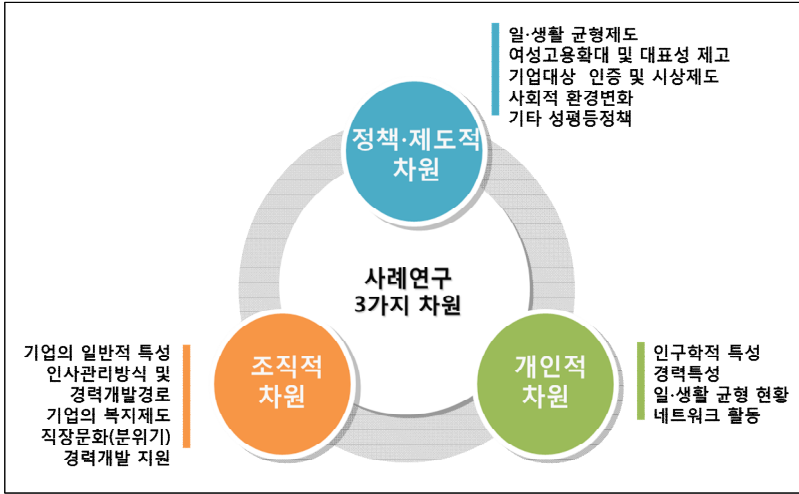 일·생활 균형제도
여성고용확대 및 대표성 제고
기업대상 인증 및 시상제도
사회적 환경변화
기타 성평등정책
정책·제도적
차원
사례연구
3가지 차원
기업의 일반적 특성
인사관리방식 및
경력개발경로
기업의 복지제도
직장문화(분위기)
경력개발 지원
조직적
차원
개인적
차원
인구학적 특성
경력특성
일·생활 균형 현황
네트워크 활동